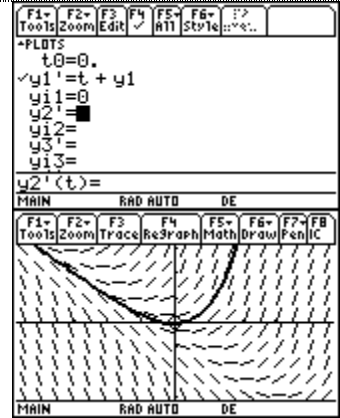 F1▾ F2▾ F3 F4 F5▾ F6▾
Tools Zoom Edit ✓ All Style
▴PLOTS
t0=0.
✓y1'=t + y1
yi1=0
y2'=
yi2=
y3'=
yi3=
y2'(t)=
MAIN RAD AUTO DE
F1▾ F2▾ F3 F4 F5▾ F6▾ F7▾ F8
Tools Zoom Trace ReGraph Math Draw Pen IC
MAIN RAD AUTO DE